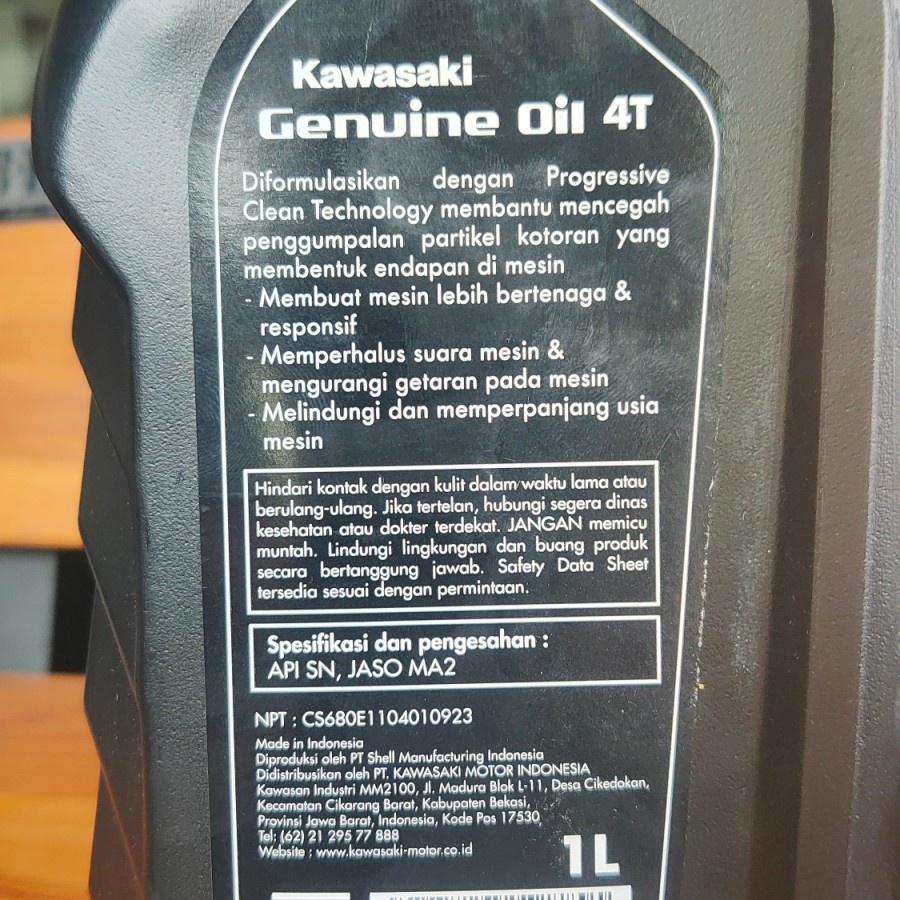 Kawasaki
Genuine Oil 4T
Diformulasikan dengan Progressive
Clean Technology membantu mencegah
penggumpalan partikel kotoran yang
membentuk endapan di mesin
- Membuat mesin lebih bertenaga &
responsif
- Memperhalus suara mesin &
mengurangi getaran pada mesin
- Melindungi dan memperpanjang usia
mesin
Hindari kontak dengan kulit dalam waktu lama atau
berulang-ulang. Jika tertelan, hubungi segera dinas
kesehatan atau dokter terdekat. JANGAN memicu
muntah. Lindungi lingkungan dan buang produk
secara bertanggung jawab. Safety Data Sheet
tersedia sesuai dengan permintaan.
Spesifikasi dan pengesahan :
API SN, JASO MA2
NPT : CS680E1104010923
Made in Indonesia
Diproduksi oleh PT Shell Manufacturing Indonesia
Didistribusikan oleh PT. KAWASAKI MOTOR INDONESIA
Kawasan Industri MM2100, Jl. Madura Blok L-11, Desa Cikedokan,
Kecamatan Cikarang Barat, Kabupaten Bekasi,
Provinsi Jawa Barat, Indonesia, Kode Pos 17530
Tel: (62) 21 295 77 888
Website : www.kawasaki-motor.co.id
1L